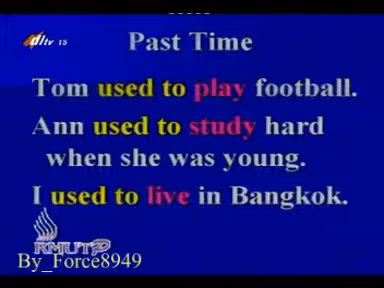 dltv 15
Past Time
Tom used to play football.
Ann used to study hard
when she was young.
I used to live in Bangkok.
RMUTP
By_Force8949